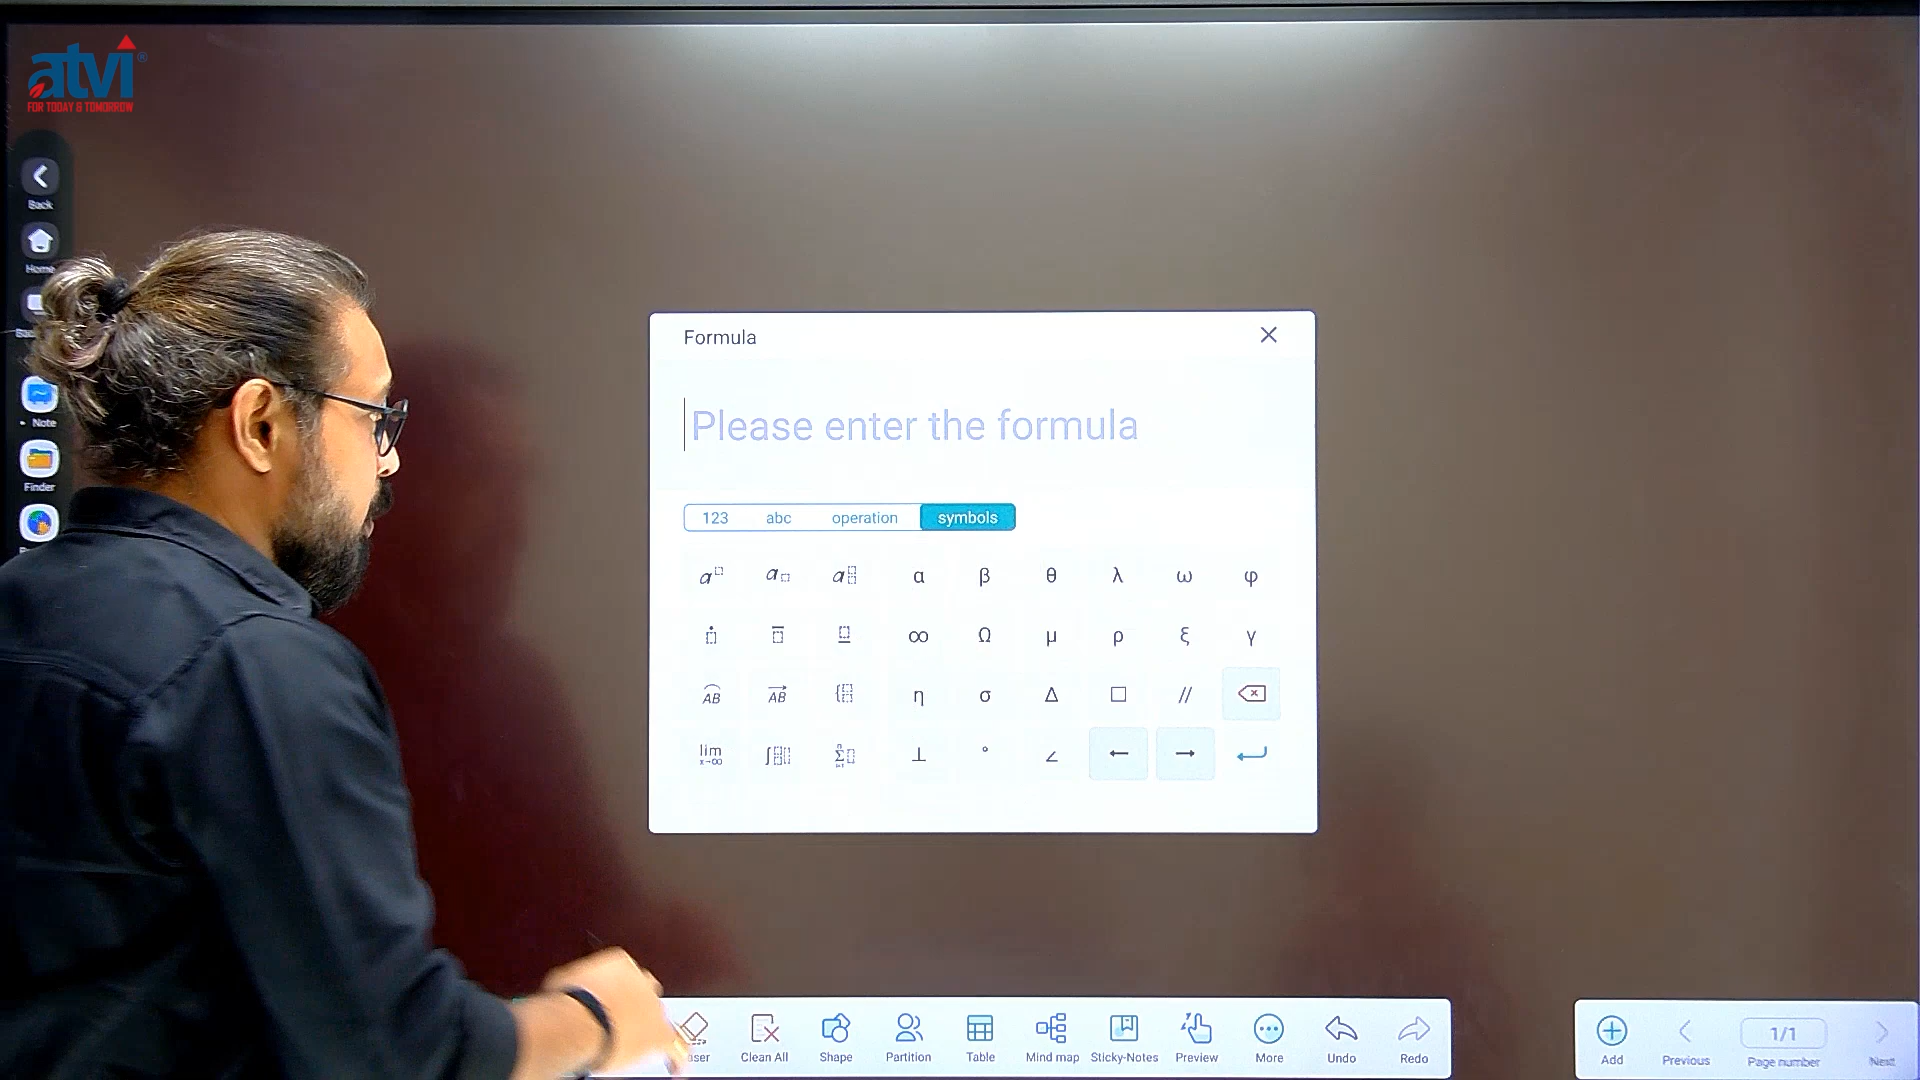 atvi®
FOR TODAY & TOMORROW
Back
Home
Note
Finder
Formula
Please enter the formula
123 abc operation symbols
a a a α β θ λ ω φ
∞ Ω μ ρ ξ γ
AB AB { η σ Δ □ // 
lim x→∞ ∫ Σ ⊥ ° ∠ ← →
Clean All Shape Partition Table Mind map Sticky-Notes Preview More Undo Redo
Add Previous 1/1 Page number Next